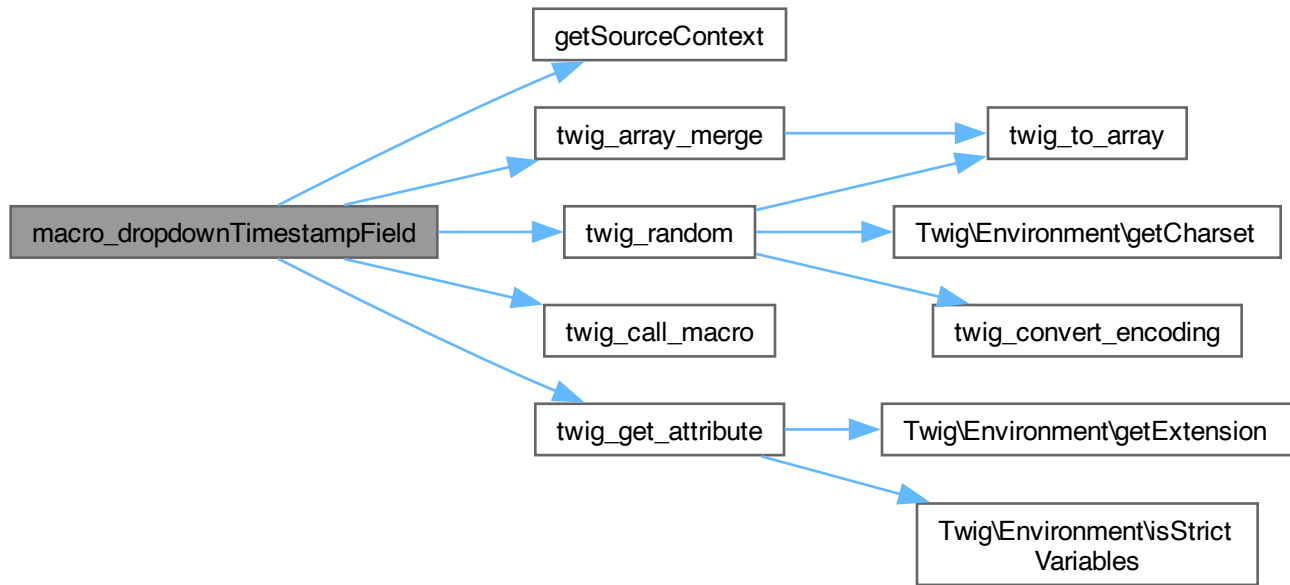 getSourceContext
twig_array_merge
twig_to_array
macro_dropdownTimestampField
twig_random
Twig\Environment\getCharset
twig_call_macro
twig_convert_encoding
twig_get_attribute
Twig\Environment\getExtension
Twig\Environment\isStrict
Variables